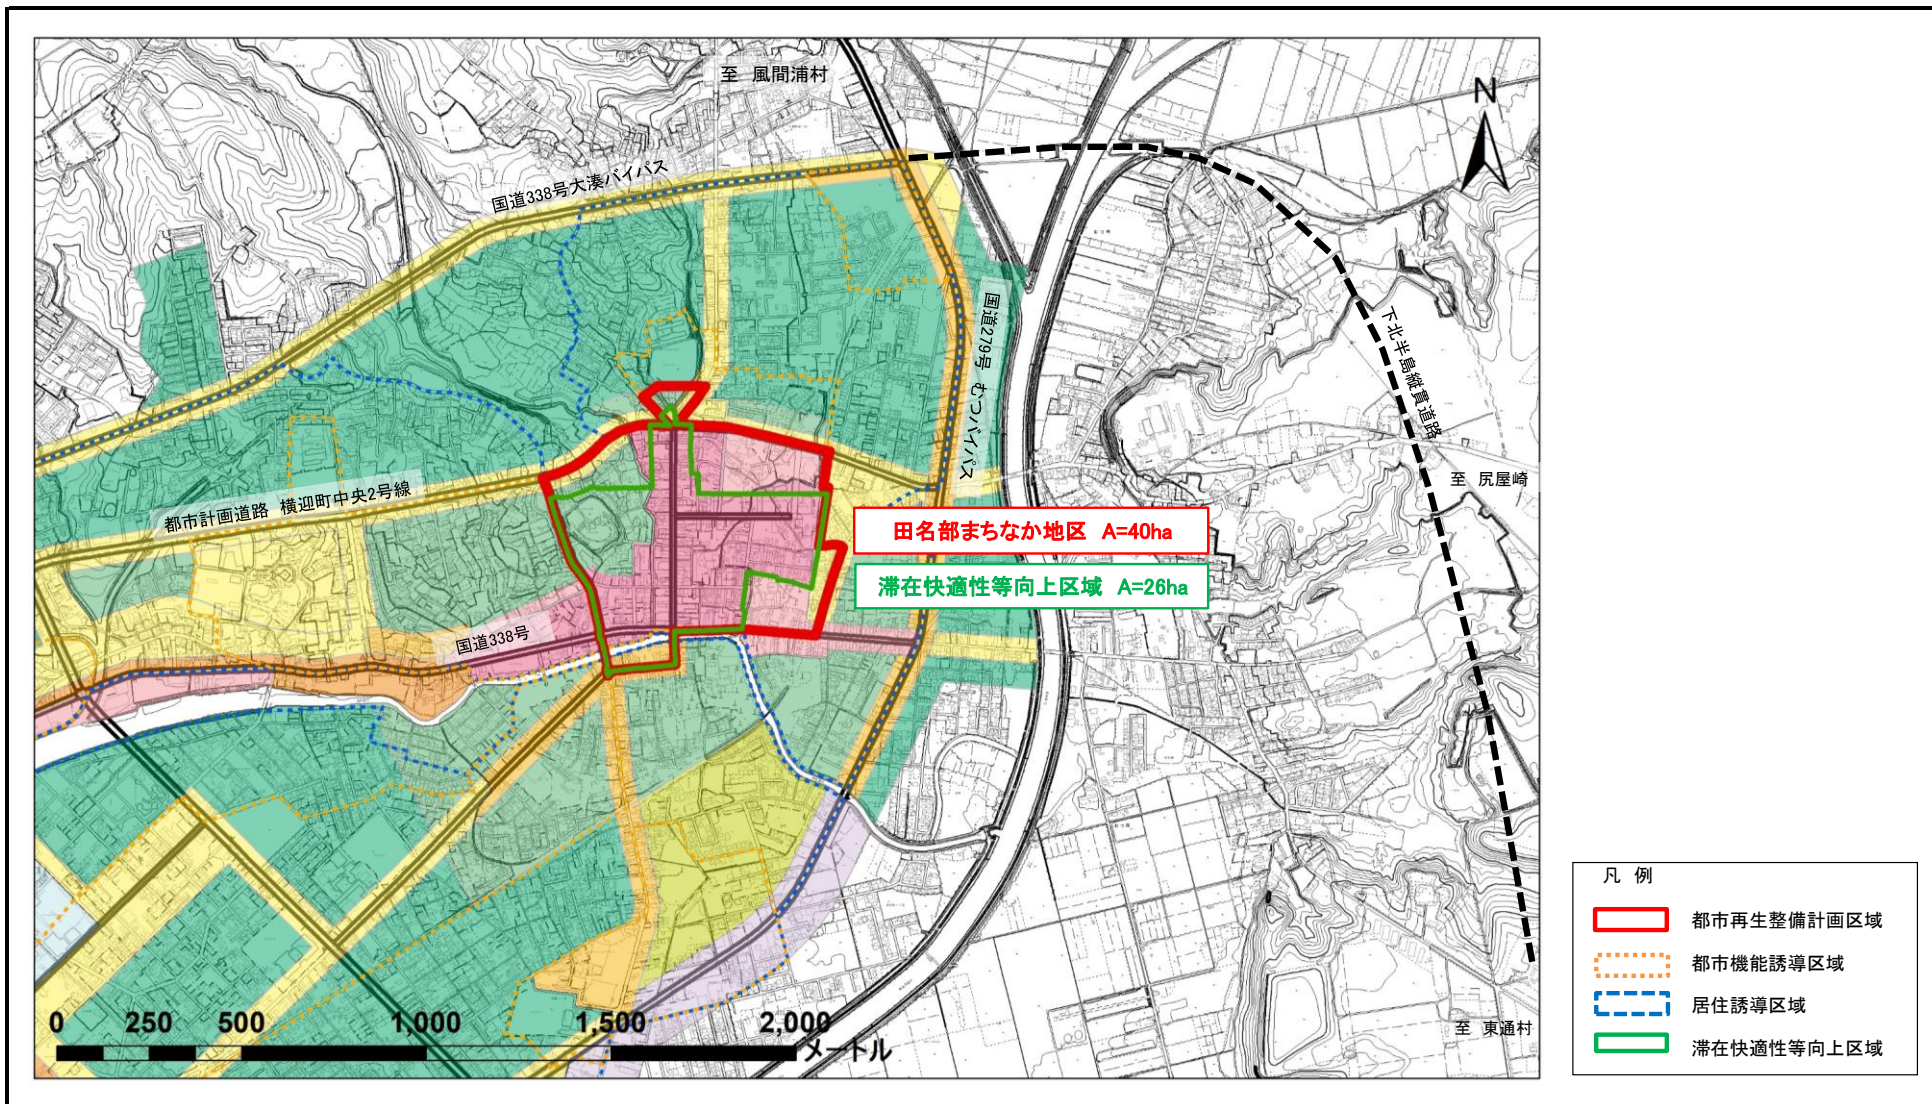 至 風間浦村
N
国道338号大湊バイパス
国道279号 むつバイパス
下北半島縦貫道路
至 尻屋崎
都市計画道路 横迎町中央2号線
田名部まちなか地区 A=40ha
滞在快適性等向上区域 A=26ha
国道338号
至 東通村
0 250 500 1,000 1,500 2,000
メートル
凡 例
都市再生整備計画区域
都市機能誘導区域
居住誘導区域
滞在快適性等向上区域